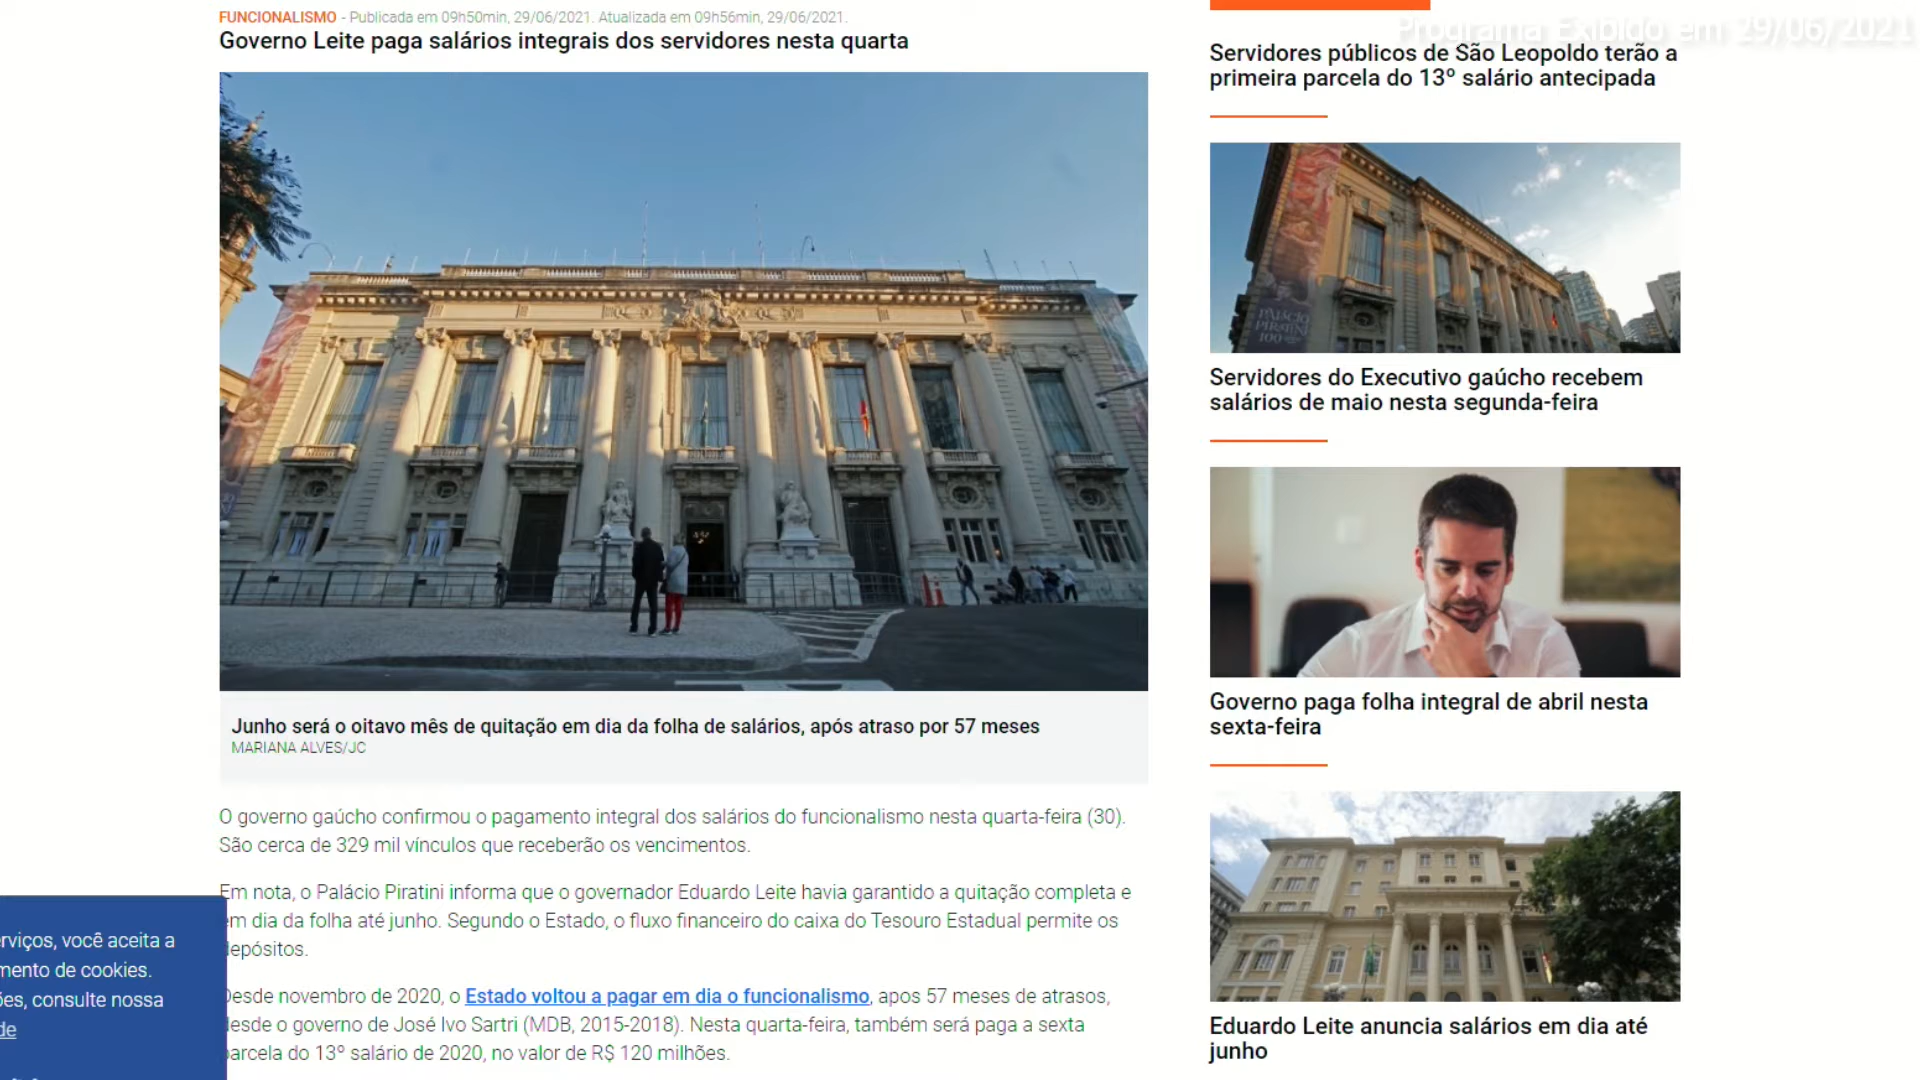 FUNCIONALISMO - Publicada em 09h50min, 29/06/2021. Atualizada em 09h56min, 29/06/2021.
Governo Leite paga salários integrais dos servidores nesta quarta
Junho será o oitavo mês de quitação em dia da folha de salários, após atraso por 57 meses
MARIANA ALVES/JC
O governo gaúcho confirmou o pagamento integral dos salários do funcionalismo nesta quarta-feira (30).
São cerca de 329 mil vínculos que receberão os vencimentos.
Em nota, o Palácio Piratini informa que o governador Eduardo Leite havia garantido a quitação completa e
em dia da folha até junho. Segundo o Estado, o fluxo financeiro do caixa do Tesouro Estadual permite os
depósitos.
Desde novembro de 2020, o Estado voltou a pagar em dia o funcionalismo, apos 57 meses de atrasos,
desde o governo de José Ivo Sartri (MDB, 2015-2018). Nesta quarta-feira, também será paga a sexta
parcela do 13º salário de 2020, no valor de R$ 120 milhões.
rviços, você aceita a
mento de cookies.
ões, consulte nossa
de
Programa Exibido em 29/06/2021
Servidores públicos de São Leopoldo terão a
primeira parcela do 13º salário antecipada
PALÁCIO
PIRATINI
100
Servidores do Executivo gaúcho recebem
salários de maio nesta segunda-feira
Governo paga folha integral de abril nesta
sexta-feira
Eduardo Leite anuncia salários em dia até
junho